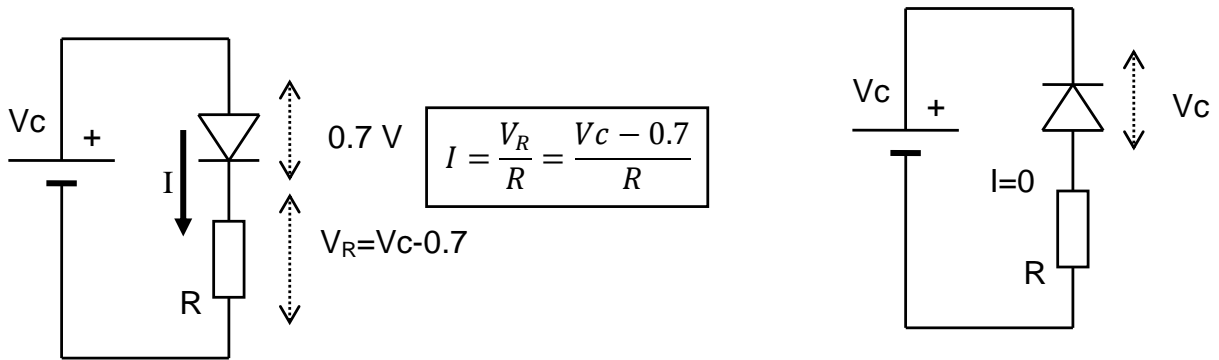 Vc
+
I
R
0.7 V
V_R=Vc-0.7
I = V_R/R = (Vc − 0.7)/R
Vc
+
I=0
R
Vc